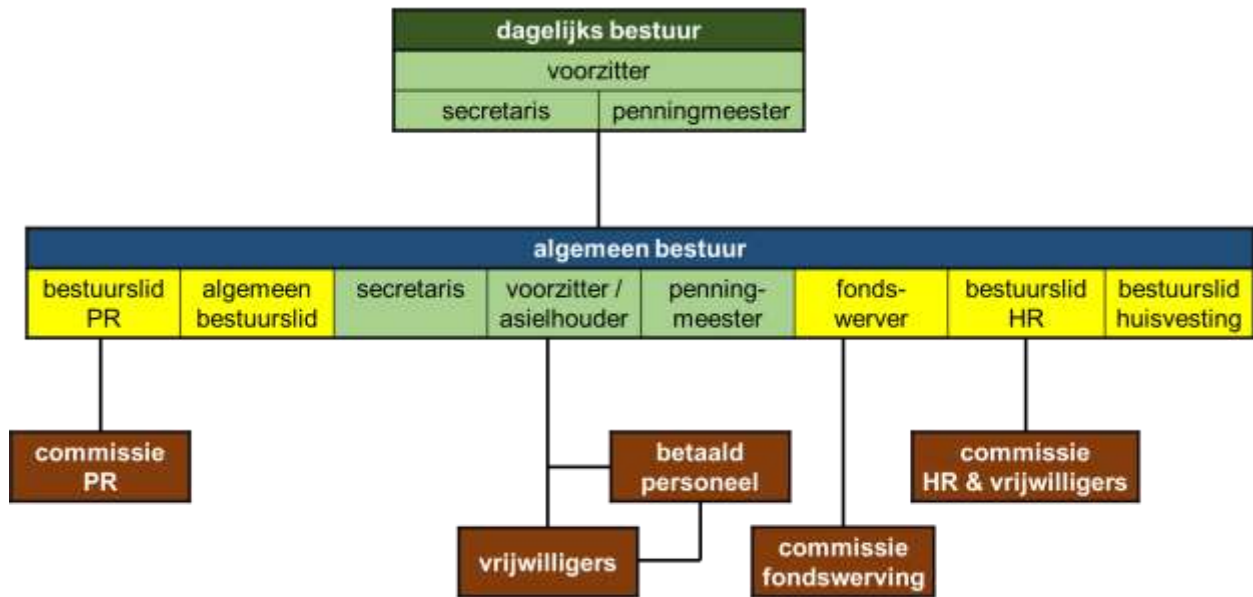 dagelijks bestuur
voorzitter
secretaris
penningmeester
algemeen bestuur
bestuurslid
PR
algemeen
bestuurslid
secretaris
voorzitter /
asielhouder
penning-
meester
fonds-
werver
bestuurslid
HR
bestuurslid
huisvesting
commissie
PR
betaald
personeel
commissie
HR & vrijwilligers
vrijwilligers
commissie
fondswerving